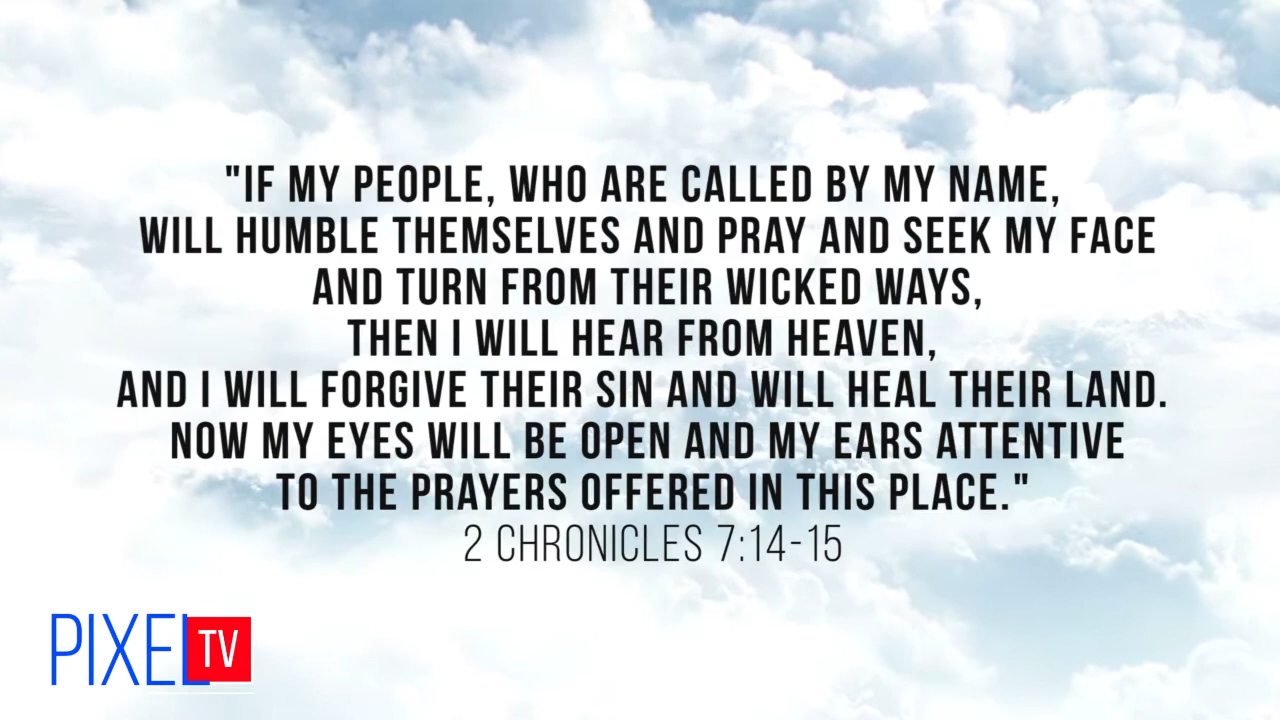 "IF MY PEOPLE, WHO ARE CALLED BY MY NAME,
WILL HUMBLE THEMSELVES AND PRAY AND SEEK MY FACE
AND TURN FROM THEIR WICKED WAYS,
THEN I WILL HEAR FROM HEAVEN,
AND I WILL FORGIVE THEIR SIN AND WILL HEAL THEIR LAND.
NOW MY EYES WILL BE OPEN AND MY EARS ATTENTIVE
TO THE PRAYERS OFFERED IN THIS PLACE."
2 CHRONICLES 7:14-15
PIXEL TV